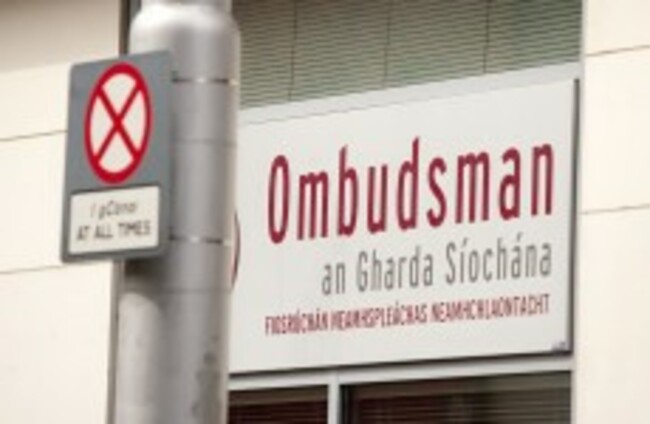 I gCónaí
AT ALL TIMES
Ombudsman
an Gharda Síochána
FIOSRÚCHÁN NEAMHSPLEÁCHAS NEAMHCHLAONTACHT